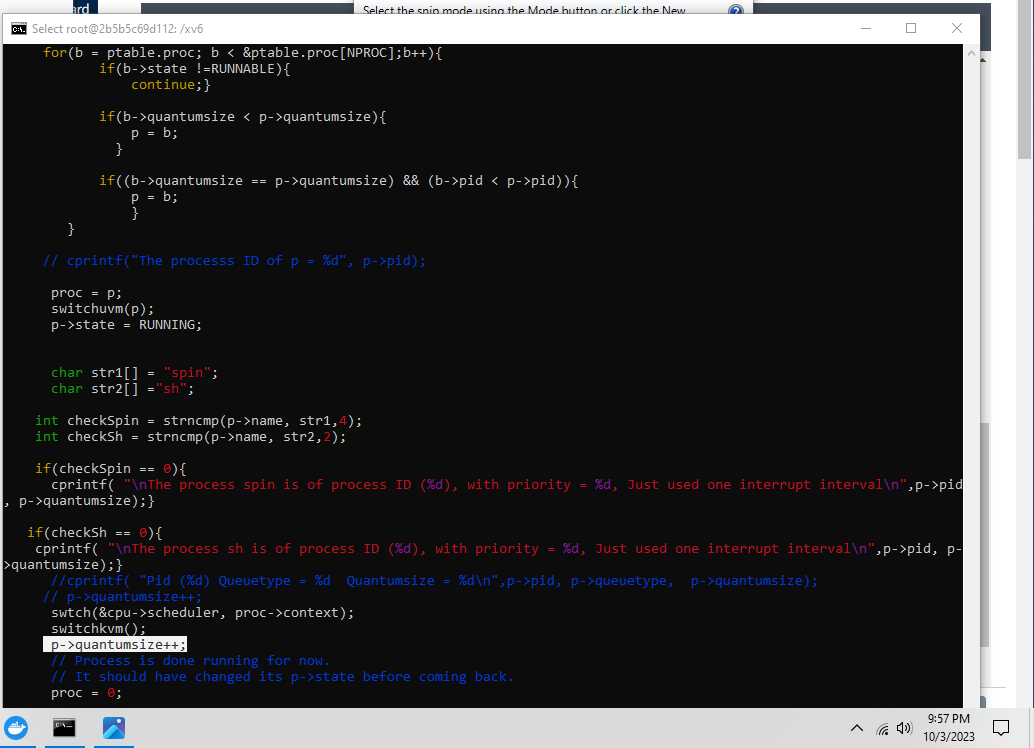 ard
Select the snip mode using the Mode button or click the New
Select root@2b5b5c69d112: /xv6
for(b = ptable.proc; b < &ptable.proc[NPROC];b++){
if(b->state !=RUNNABLE){
continue;}
if(b->quantumsize < p->quantumsize){
p = b;
}
if((b->quantumsize == p->quantumsize) && (b->pid < p->pid)){
p = b;
}
}
// cprintf("The processs ID of p = %d", p->pid);
proc = p;
switchuvm(p);
p->state = RUNNING;
char str1[] = "spin";
char str2[] ="sh";
int checkSpin = strncmp(p->name, str1,4);
int checkSh = strncmp(p->name, str2,2);
if(checkSpin == 0){
cprintf( "\nThe process spin is of process ID (%d), with priority = %d, Just used one interrupt interval\n",p->pid
, p->quantumsize);}
if(checkSh == 0){
cprintf( "\nThe process sh is of process ID (%d), with priority = %d, Just used one interrupt interval\n",p->pid, p-
>quantumsize);}
//cprintf( "Pid (%d) Queuetype = %d  Quantumsize = %d\n",p->pid, p->queuetype,  p->quantumsize);
// p->quantumsize++;
swtch(&cpu->scheduler, proc->context);
switchkvm();
p->quantumsize++;
// Process is done running for now.
// It should have changed its p->state before coming back.
proc = 0;
9:57 PM
10/3/2023